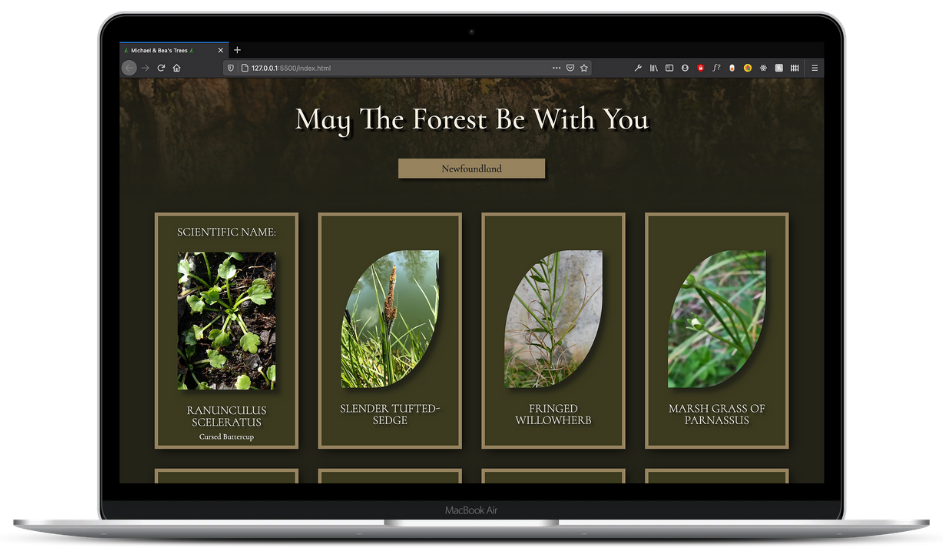 Michael & Bea's Trees
127.0.0.1:5500/index.html
May The Forest Be With You
Newfoundland
SCIENTIFIC NAME:
RANUNCULUS
SCELERATUS
Cursed Buttercup
SLENDER TUFTED-
SEDGE
FRINGED
WILLOWHERB
MARSH GRASS OF
PARNASSUS
MacBook Air